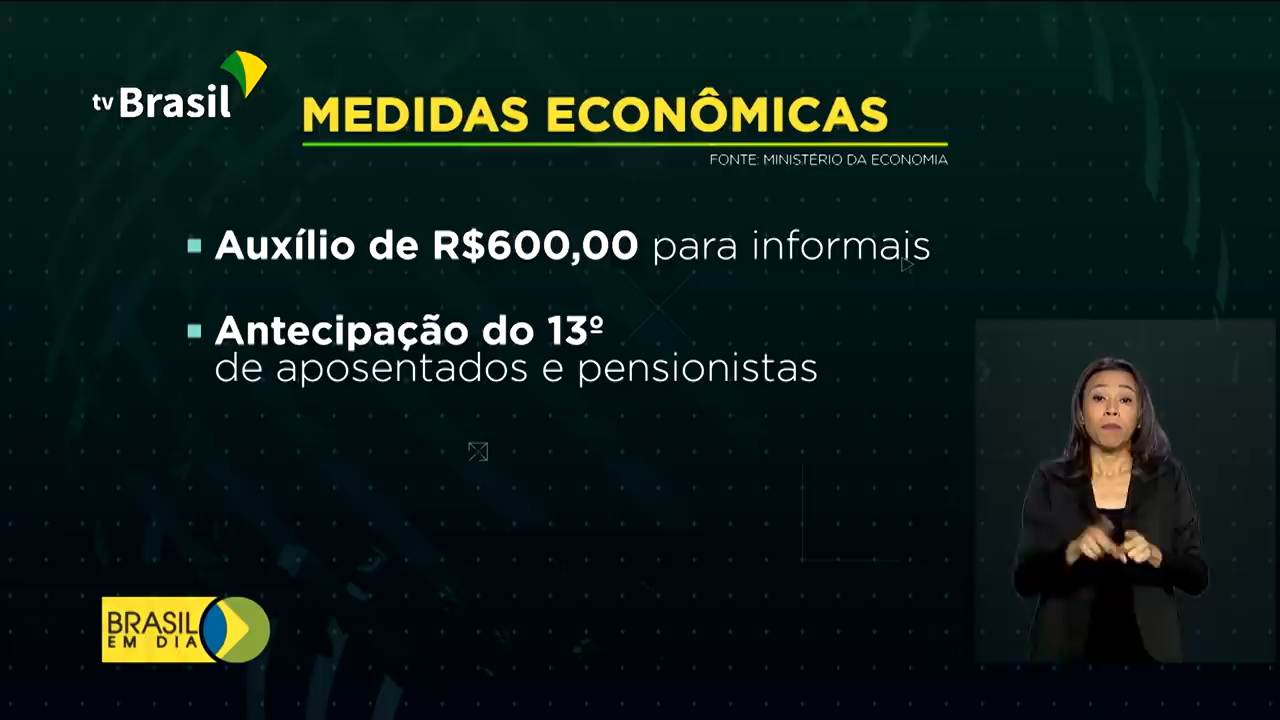 tv Brasil
MEDIDAS ECONÔMICAS
FONTE: MINISTÉRIO DA ECONOMIA
Auxílio de R$600,00 para informais
Antecipação do 13º
de aposentados e pensionistas
BRASIL
EM DIA